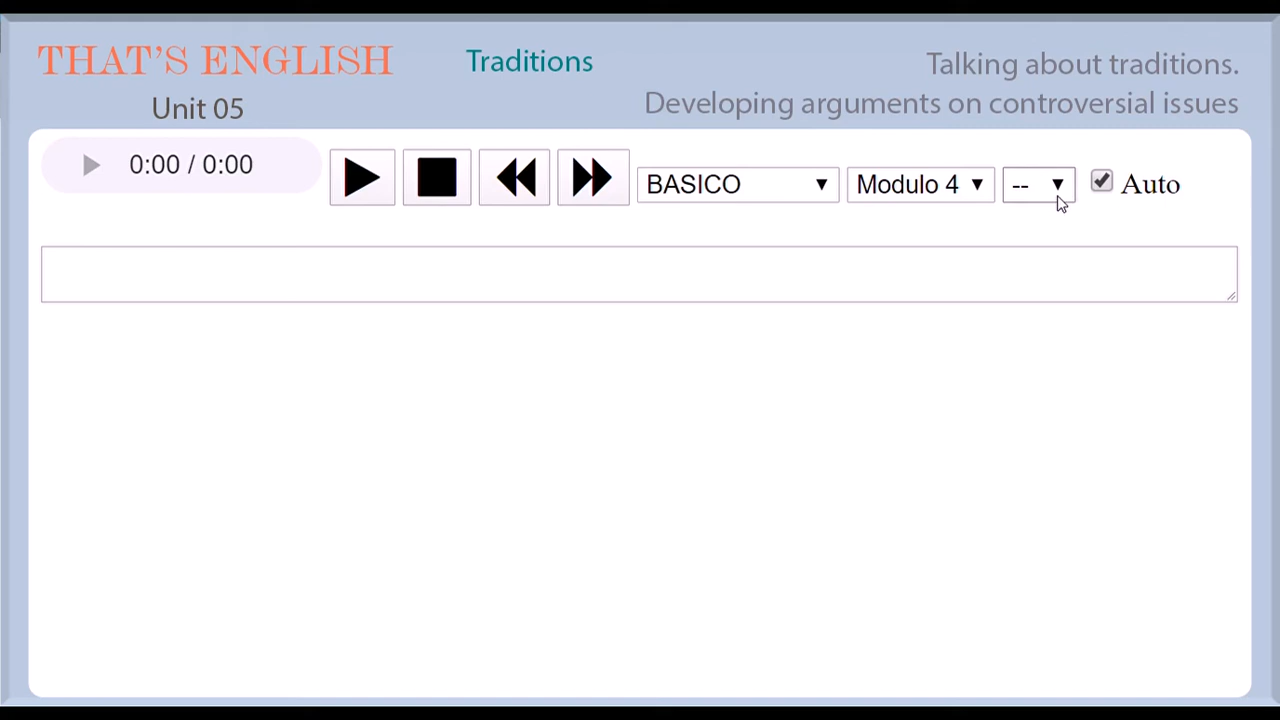 THAT'S ENGLISH
Traditions
Talking about traditions.
Unit 05
Developing arguments on controversial issues
0:00 / 0:00
BASICO
Modulo 4
--
Auto